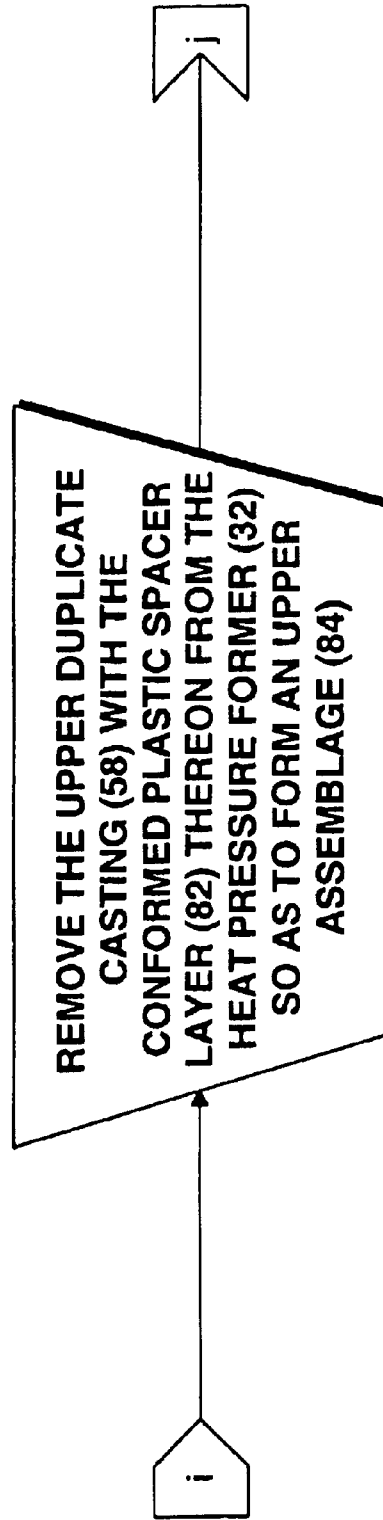 i
REMOVE THE UPPER DUPLICATE
CASTING (58) WITH THE
CONFORMED PLASTIC SPACER
LAYER (82) THEREON FROM THE
HEAT PRESSURE FORMER (32)
SO AS TO FORM AN UPPER
ASSEMBLAGE (84)
j